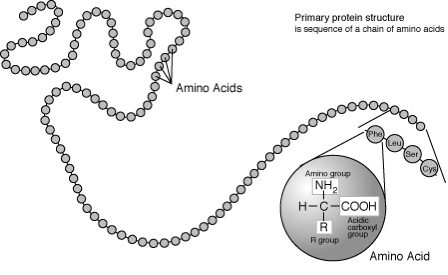 Primary protein structure
is sequence of a chain of amino acids
Amino Acids
Phe
Leu
Ser
Cys
Amino group
NH2
H C COOH
Acidic
carboxyl
group
R
R group
Amino Acid